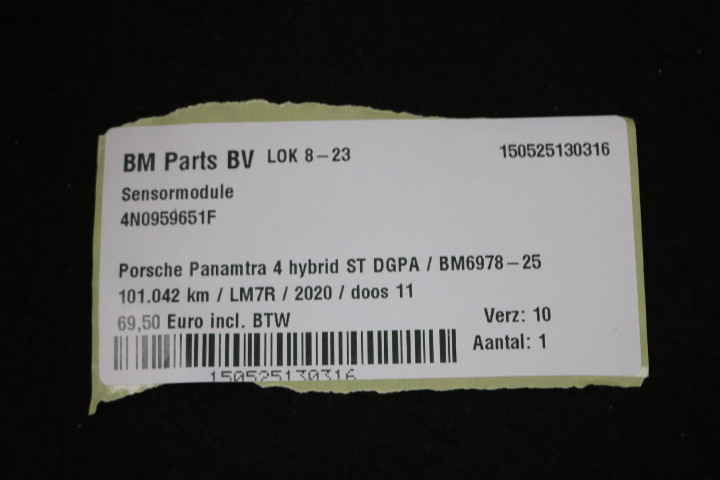 BM Parts BV LOK 8-23 150525130316
Sensormodule
4N0959651F
Porsche Panamtra 4 hybrid ST DGPA / BM6978-25
101.042 km / LM7R / 2020 / doos 11
69,50 Euro incl. BTW Verz: 10
Aantal: 1
150525130316